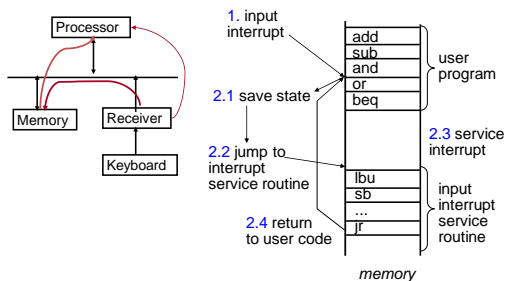 Processor
Memory
Receiver
Keyboard
1. input
interrupt
2.1 save state
2.2 jump to
interrupt
service routine
2.4 return
to user code
add
sub
and
or
beq
user
program
2.3 service
interrupt
lbu
sb
...
jr
input
interrupt
service
routine
memory